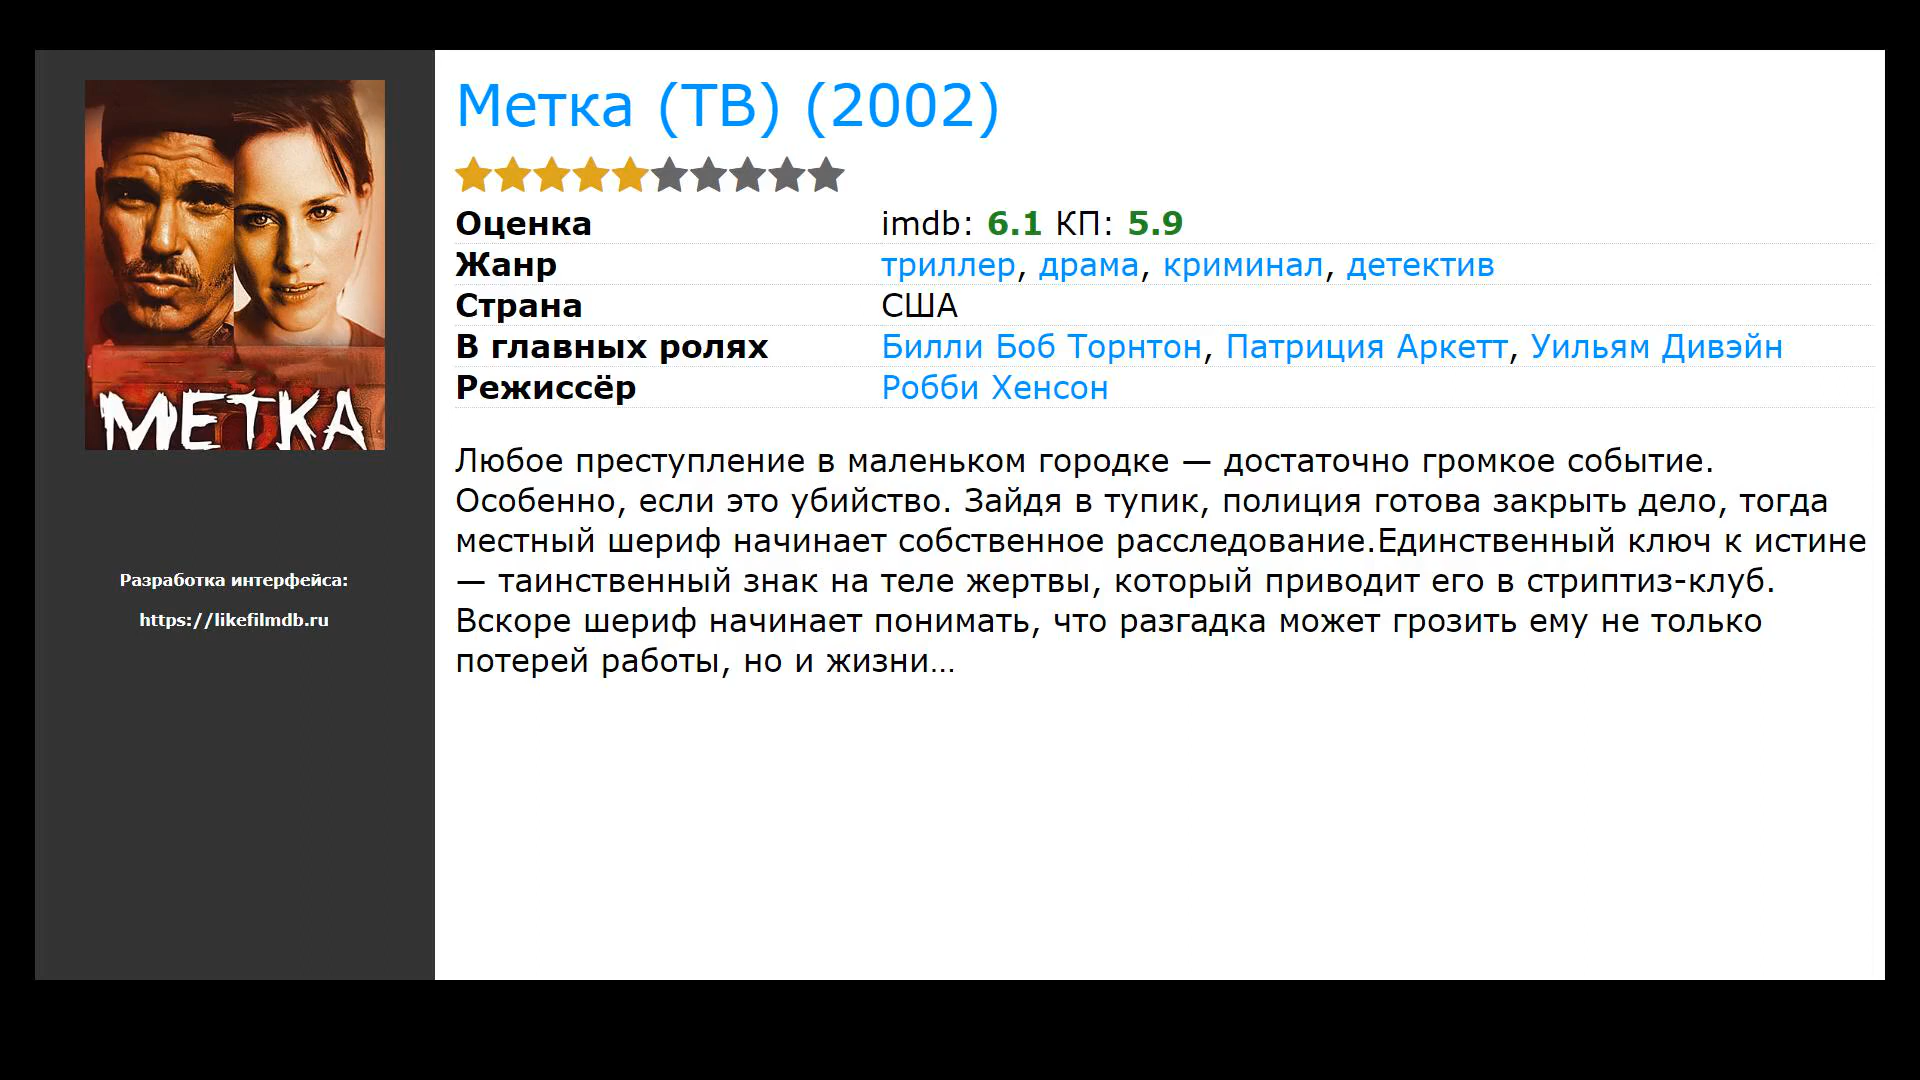 Метка (ТВ) (2002)
Оценка imdb: 6.1 КП: 5.9
Жанр триллер, драма, криминал, детектив
Страна США
В главных ролях Билли Боб Торнтон, Патриция Аркетт, Уильям Дивэйн
Режиссёр Робби Хенсон
Любое преступление в маленьком городке — достаточно громкое событие.
Особенно, если это убийство. Зайдя в тупик, полиция готова закрыть дело, тогда
местный шериф начинает собственное расследование.Единственный ключ к истине
— таинственный знак на теле жертвы, который приводит его в стриптиз-клуб.
Вскоре шериф начинает понимать, что разгадка может грозить ему не только
потерей работы, но и жизни...
МЕТКА
Разработка интерфейса:
https://likefilmdb.ru